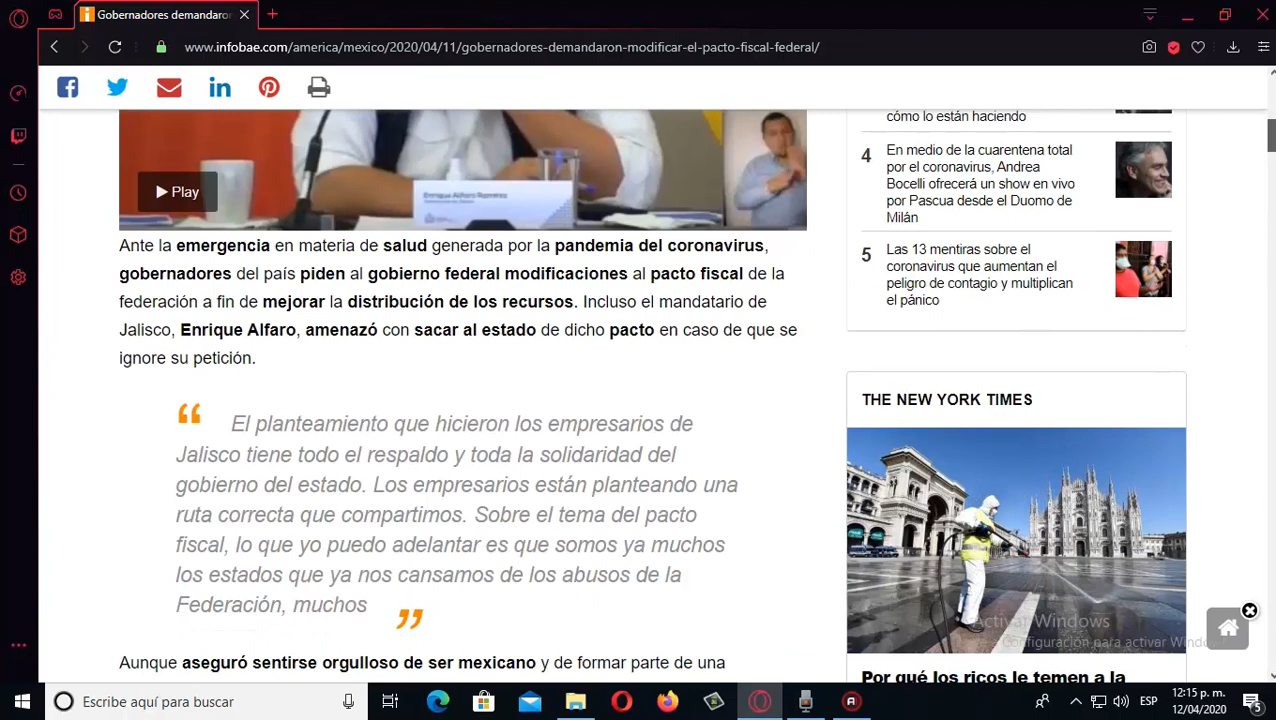 Gobernadores demandaron
www.infobae.com/america/mexico/2020/04/11/gobernadores-demandaron-modificar-el-pacto-fiscal-federal/
Play
Enrique Alfaro Ramírez
Ante la emergencia en materia de salud generada por la pandemia del coronavirus,
gobernadores del país piden al gobierno federal modificaciones al pacto fiscal de la
federación a fin de mejorar la distribución de los recursos. Incluso el mandatario de
Jalisco, Enrique Alfaro, amenazó con sacar al estado de dicho pacto en caso de que se
ignore su petición.
“ El planteamiento que hicieron los empresarios de
Jalisco tiene todo el respaldo y toda la solidaridad del
gobierno del estado. Los empresarios están planteando una
ruta correcta que compartimos. Sobre el tema del pacto
fiscal, lo que yo puedo adelantar es que somos ya muchos
los estados que ya nos cansamos de los abusos de la
Federación, muchos ”
Aunque aseguró sentirse orgulloso de ser mexicano y de formar parte de una
cómo lo están haciendo
4 En medio de la cuarentena total
por el coronavirus, Andrea
Bocelli ofrecerá un show en vivo
por Pascua desde el Duomo de
Milán
5 Las 13 mentiras sobre el
coronavirus que aumentan el
peligro de contagio y multiplican
el pánico
THE NEW YORK TIMES
Activar Windows
Configuración para activar Windo
Por qué los ricos le temen a la
Escribe aquí para buscar
ESP
12:15 p. m.
12/04/2020
5